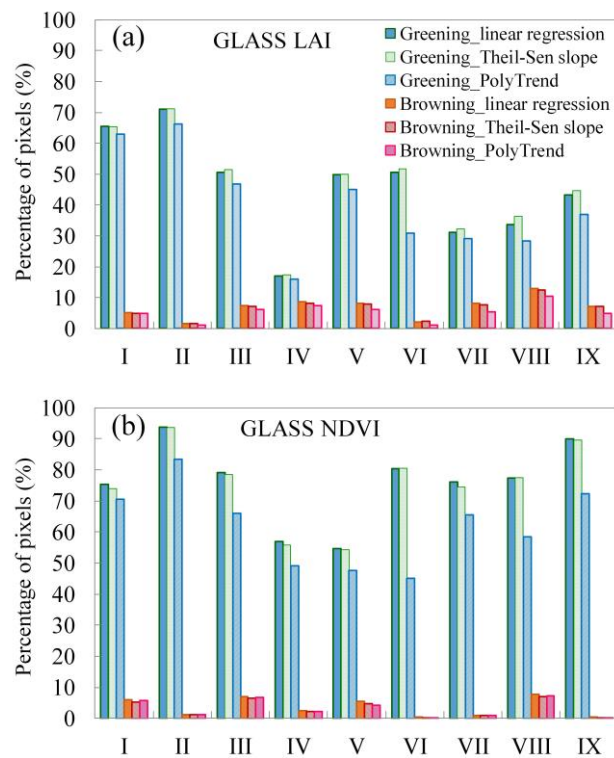 (a)
GLASS LAI
Greening_linear regression
Greening_Theil-Sen slope
Greening_PolyTrend
Browning_linear regression
Browning_Theil-Sen slope
Browning_PolyTrend
Percentage of pixels (%)
100
90
80
70
60
50
40
30
20
10
0
I II III IV V VI VII VIII IX
(b)
GLASS NDVI
Percentage of pixels (%)
100
90
80
70
60
50
40
30
20
10
0
I II III IV V VI VII VIII IX